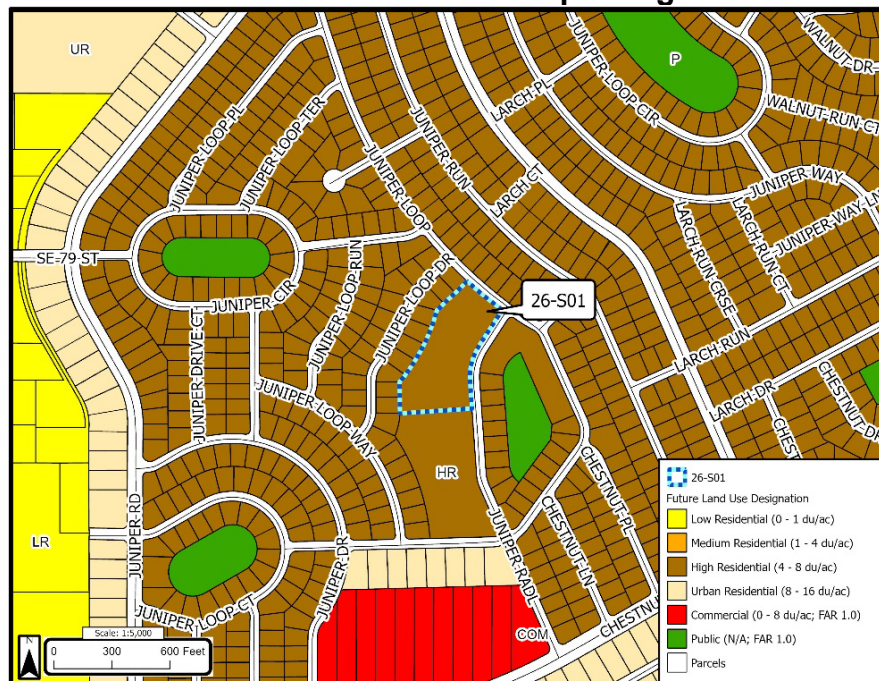 UR
P
WALNUT-DR
WALNUT-RUN-CT
JUNIPER-LOOP-CIR
LARCH-PL
JUNIPER-LOOP-PL
JUNIPER-LOOP-TER
JUNIPER-LOOP
JUNIPER-RUN
LARCH-CT
JUNIPER-WAY
JUNIPER-WAY-LN
LARCH-RUN-CRSE
LARCH-RUN-CT
SE-79-ST
JUNIPER-CIR
JUNIPER-DRIVE-CT
JUNIPER-LOOP-RUN
JUNIPER-LOOP-DR
26-S01
LARCH-RUN
LARCH-DR
CHESTNUT-DR
JUNIPER-LOOP-WAY
HR
LR
JUNIPER-RD
JUNIPER-DR
JUNIPER-RADL
CHESTNUT-LN
CHESTNUT-PL
JUNIPER-LOOP-CT
COM
26-S01
Future Land Use Designation
Low Residential (0 - 1 du/ac)
Medium Residential (1 - 4 du/ac)
High Residential (4 - 8 du/ac)
Urban Residential (8 - 16 du/ac)
Commercial (0 - 8 du/ac; FAR 1.0)
Public (N/A; FAR 1.0)
Parcels
N
Scale: 1:5,000
0 300 600 Feet